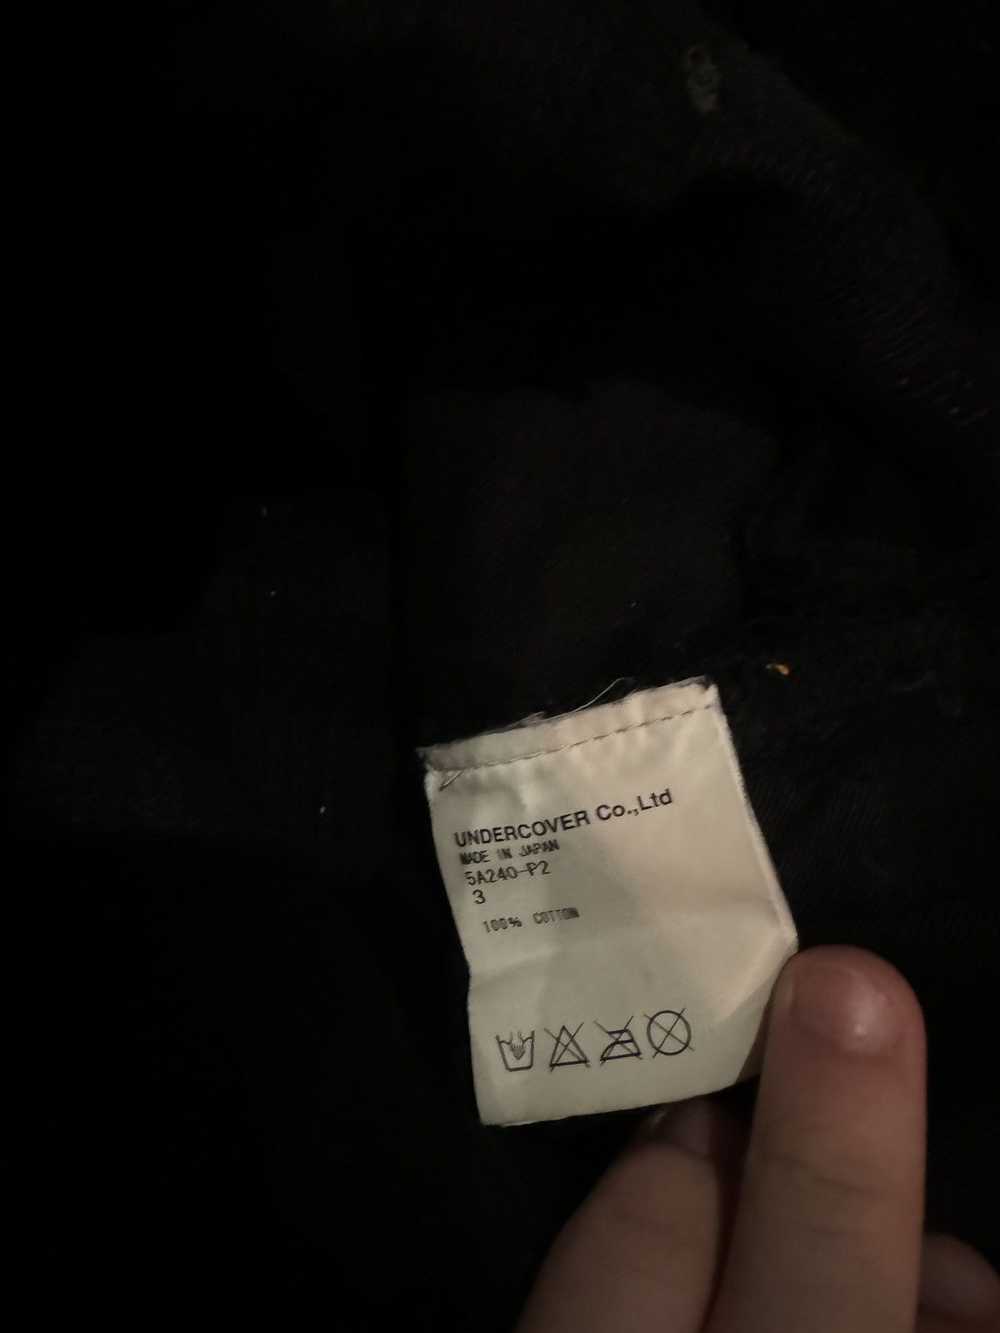 UNDERCOVER Co.,Ltd
MADE IN JAPAN
5A240-P2
3
100% COTTON